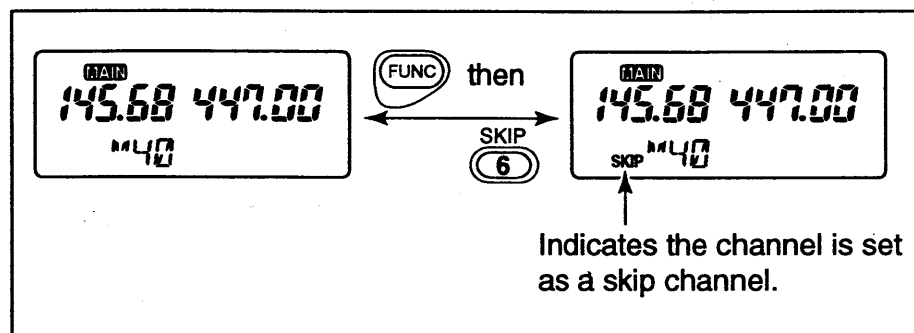 MAIN
145.68 447.00
M40
FUNC then
SKIP
6
MAIN
145.68 447.00
SKIP M40
Indicates the channel is set
as a skip channel.